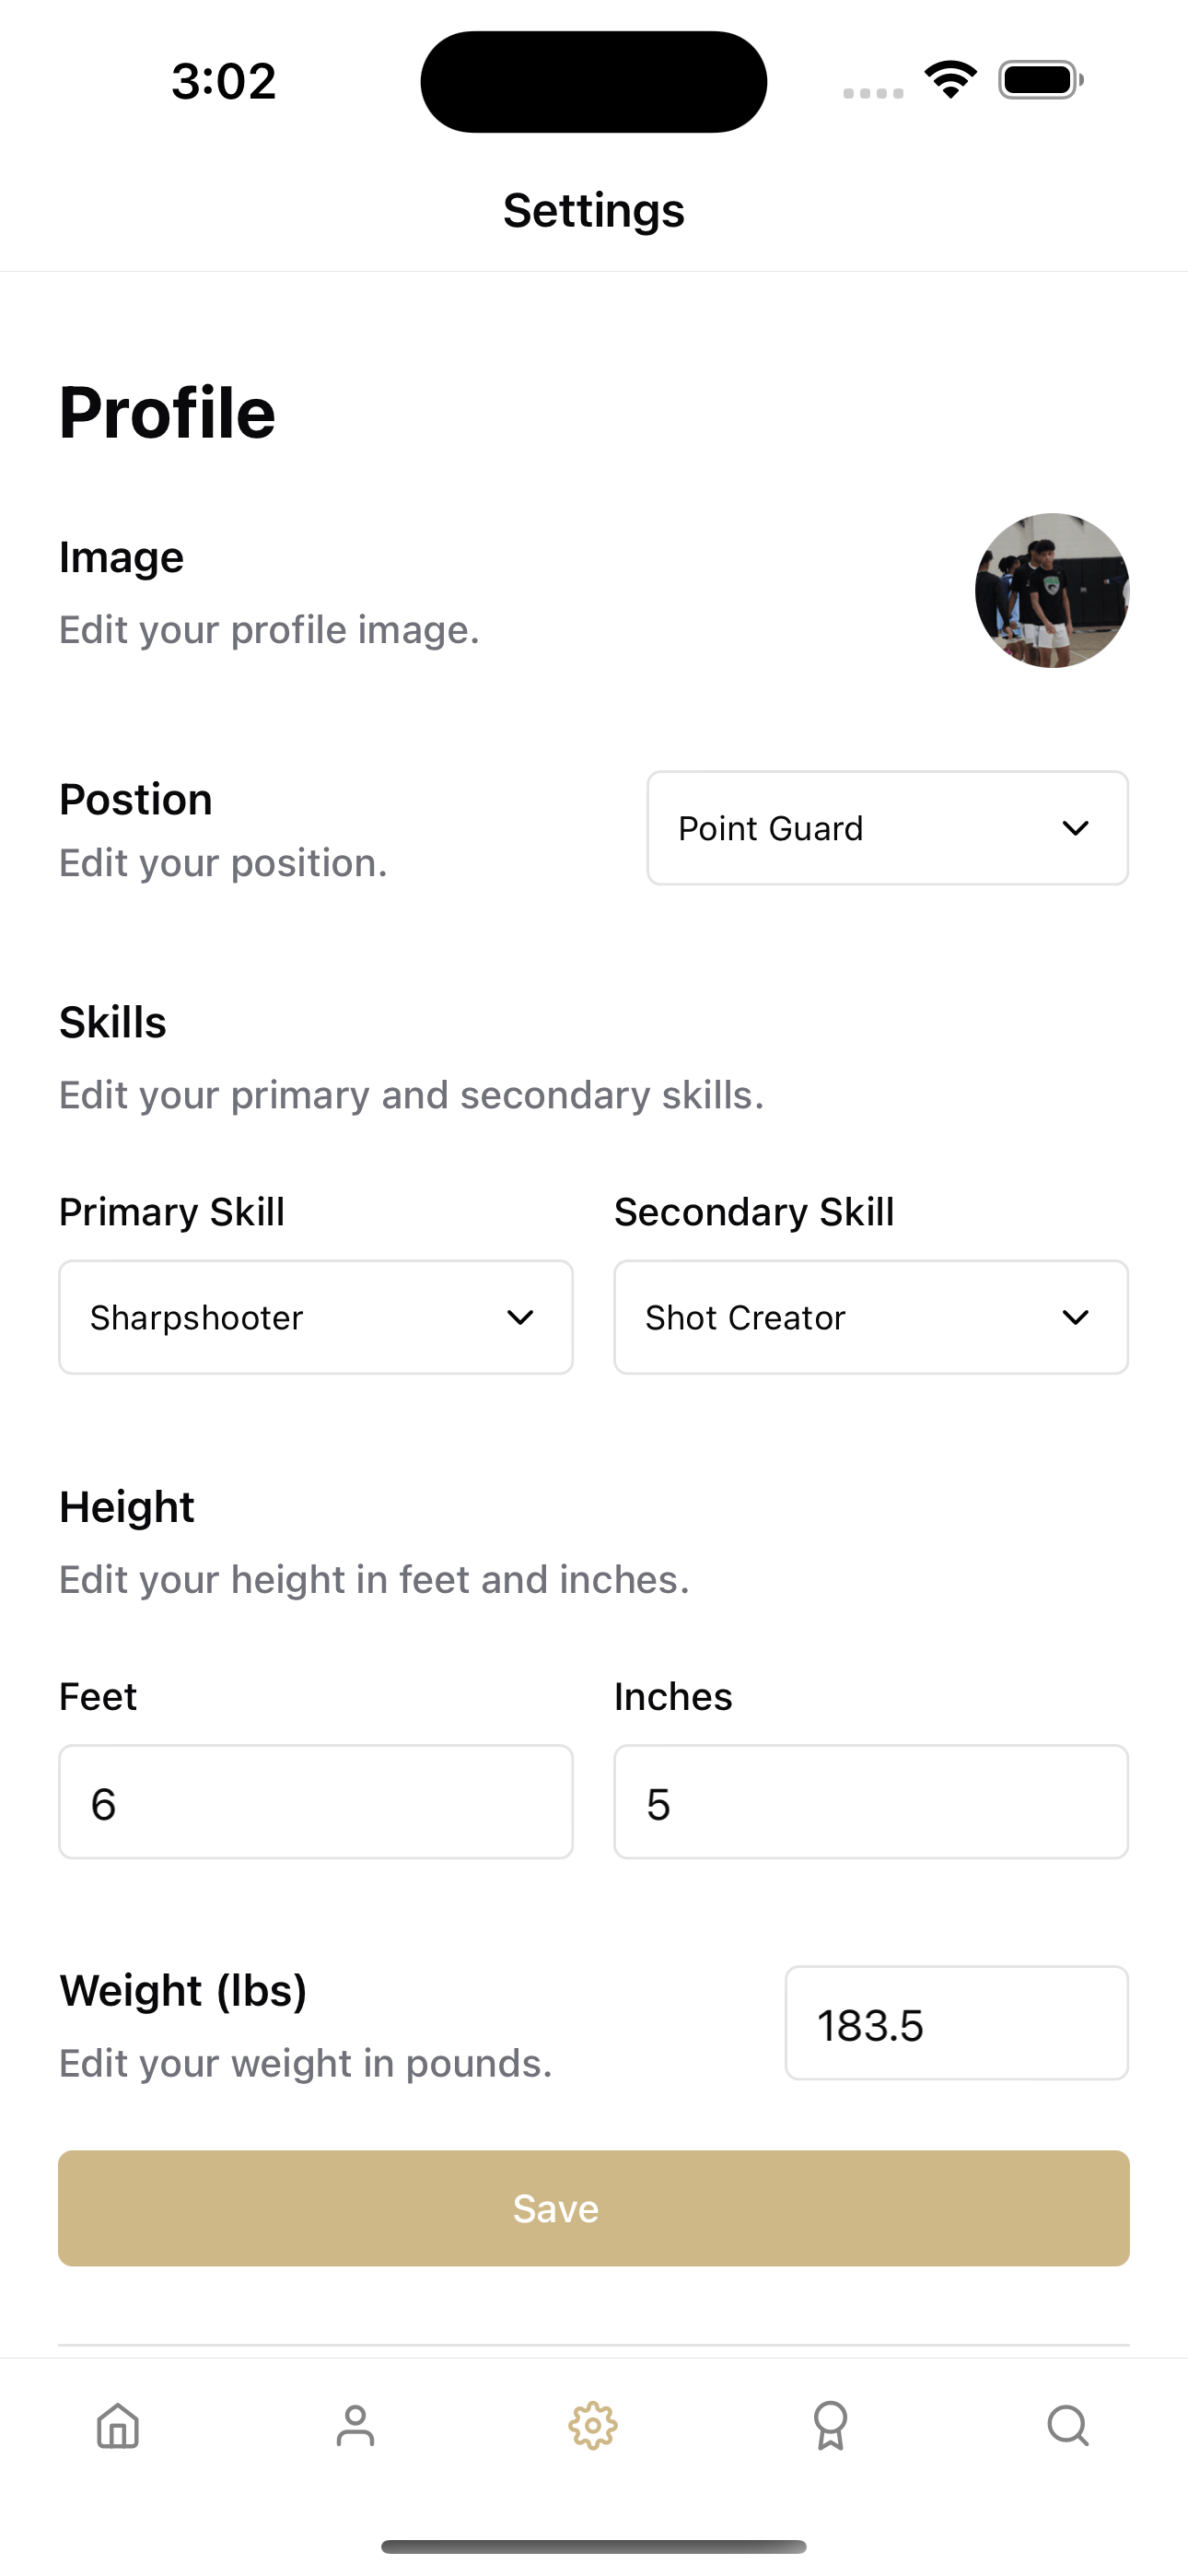 3:02
Settings
Profile
Image
Edit your profile image.
Postion
Edit your position.
Point Guard
Skills
Edit your primary and secondary skills.
Primary Skill
Secondary Skill
Sharpshooter
Shot Creator
Height
Edit your height in feet and inches.
Feet
Inches
6
5
Weight (lbs)
Edit your weight in pounds.
183.5
Save